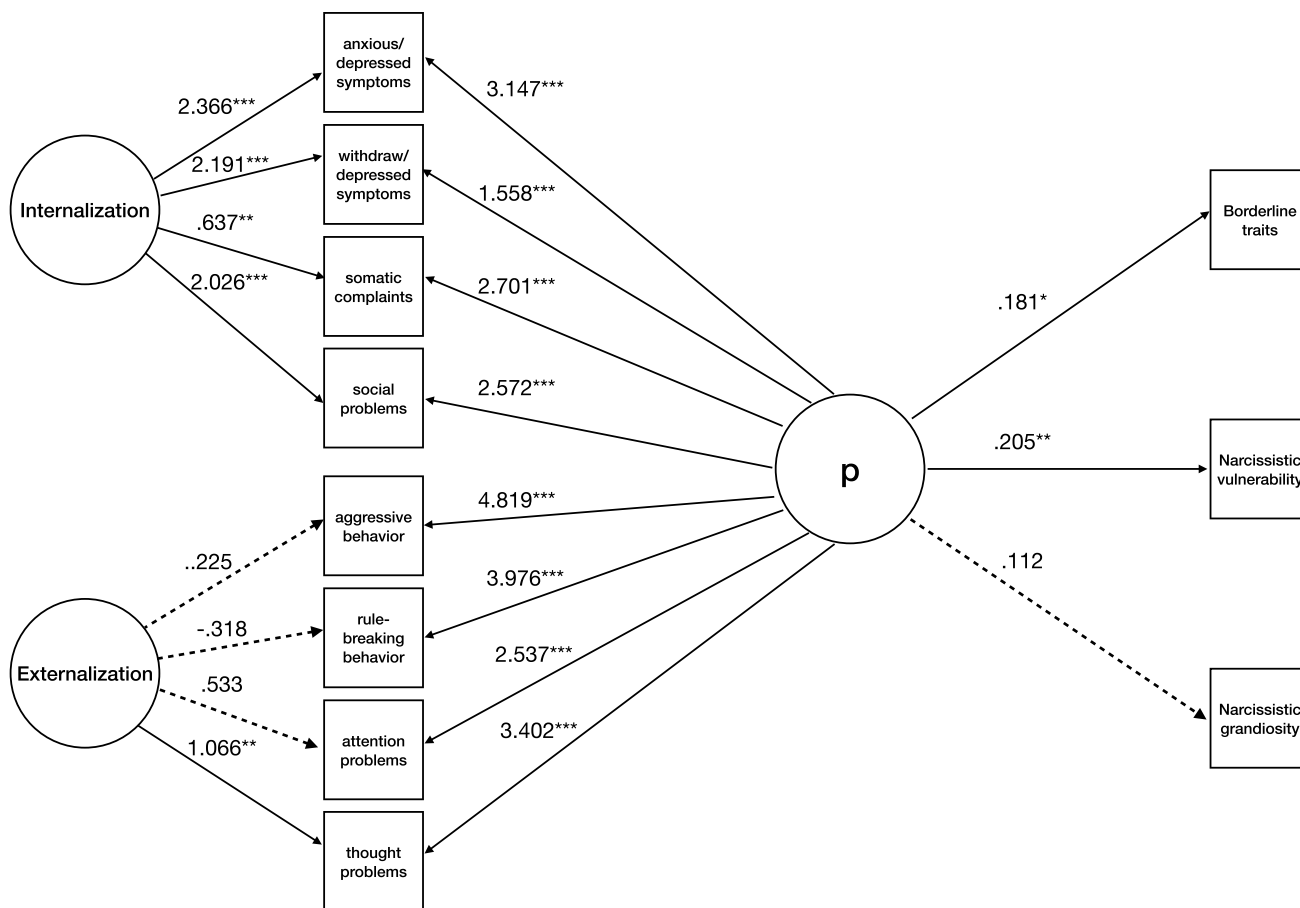 anxious/
depressed
symptoms
3.147***
2.366***
withdraw/
depressed
symptoms
2.191***
1.558***
Internalization
.637**
somatic
complaints
2.026***
2.701***
social
problems
2.572***
Borderline
traits
.181*
p
.205**
Narcissistic
vulnerability
.112
Narcissistic
grandiosity
aggressive
behavior
4.819***
..225
rule-
breaking
behavior
3.976***
-.318
Externalization
.533
attention
problems
2.537***
1.066**
thought
problems
3.402***